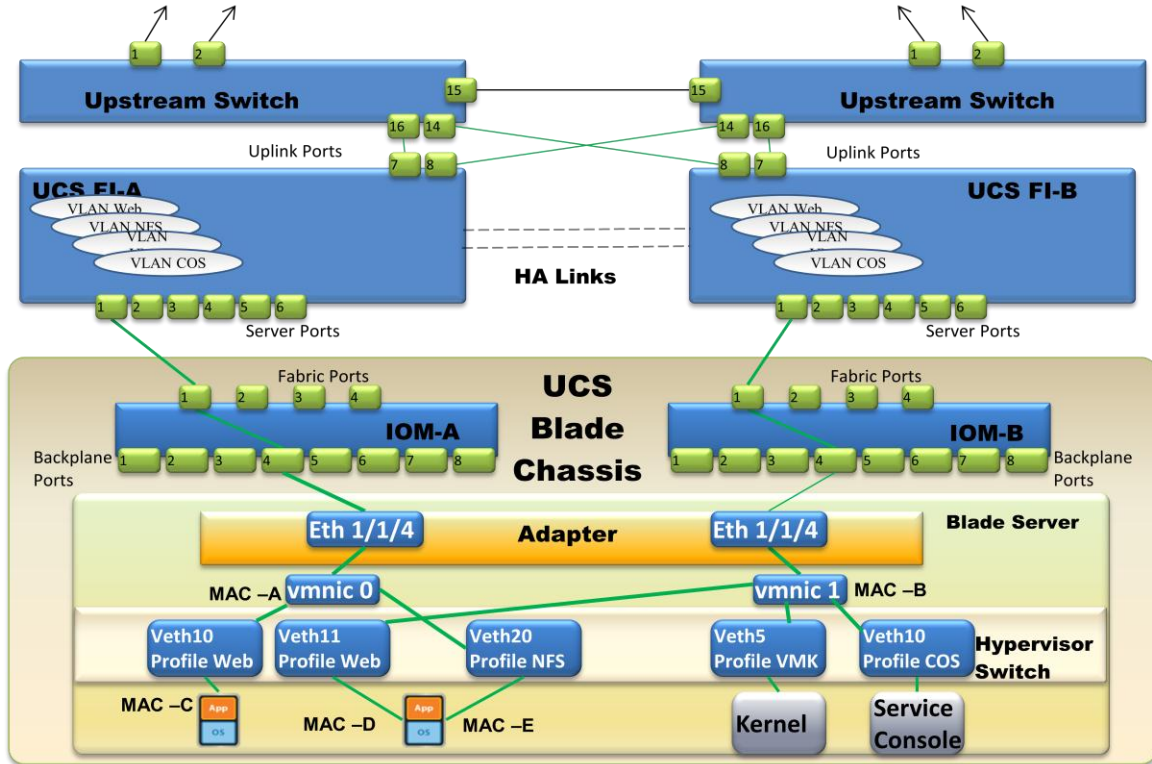 1 2 1 2
Upstream Switch 15 15 Upstream Switch
16 14 14 16
Uplink Ports Uplink Ports
7 8 8 7
UCS FI-A UCS FI-B
VLAN Web VLAN Web
VLAN NFS VLAN NFS
VLAN VLAN
VLAN COS VLAN COS
HA Links
1 2 3 4 5 6 1 2 3 4 5 6
Server Ports Server Ports
Fabric Ports UCS Fabric Ports
1 2 3 4 1 2 3 4
IOM-A Blade IOM-B
Backplane 1 2 3 4 5 6 7 8 Chassis 1 2 3 4 5 6 7 8 Backplane
Ports Ports
Eth 1/1/4 Adapter Eth 1/1/4 Blade Server
MAC –A vmnic 0 vmnic 1 MAC –B
Veth10 Veth11 Veth20 Veth5 Veth10 Hypervisor
Profile Web Profile Web Profile NFS Profile VMK Profile COS Switch
MAC –C App MAC –D App MAC –E Kernel Service
OS OS Console